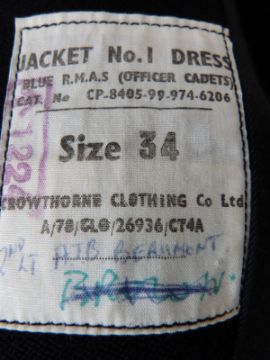 JACKET No.1 DRESS
BLUE R.M.A.S (OFFICER CADETS)
CAT. No CP-8405-99-974-6206
Size 34
CROWTHORNE CLOTHING Co Ltd.
A/78/CLO/26936/CT4A
2ND LT BEAUMONT